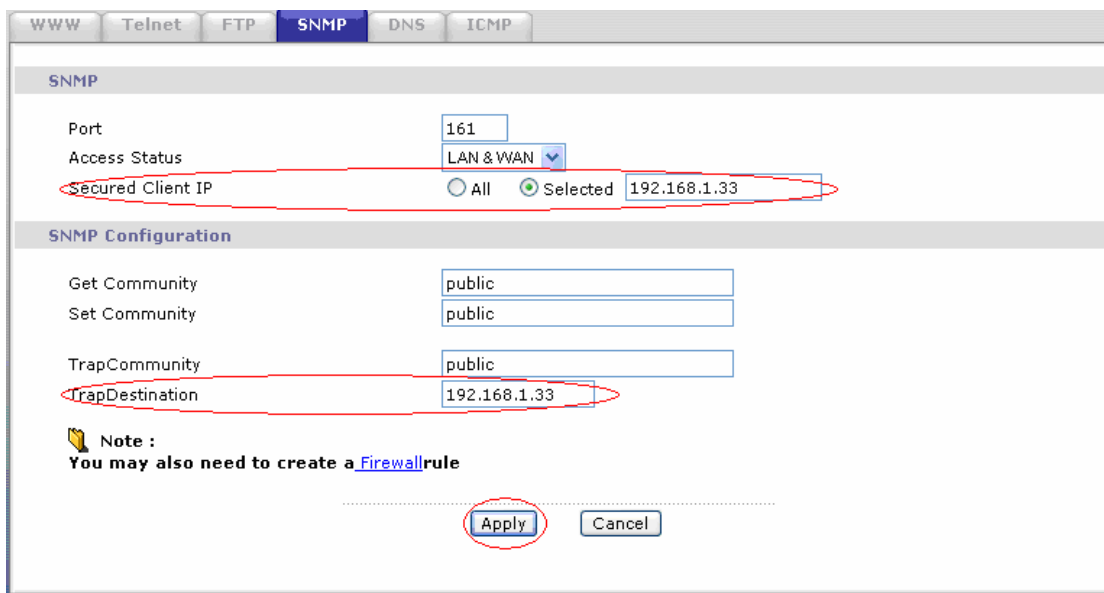 WWW Telnet FTP SNMP DNS ICMP
SNMP
Port 161
Access Status LAN & WAN
Secured Client IP All Selected 192.168.1.33
SNMP Configuration
Get Community public
Set Community public
TrapCommunity public
TrapDestination 192.168.1.33
Note :
You may also need to create a Firewallrule
Apply Cancel